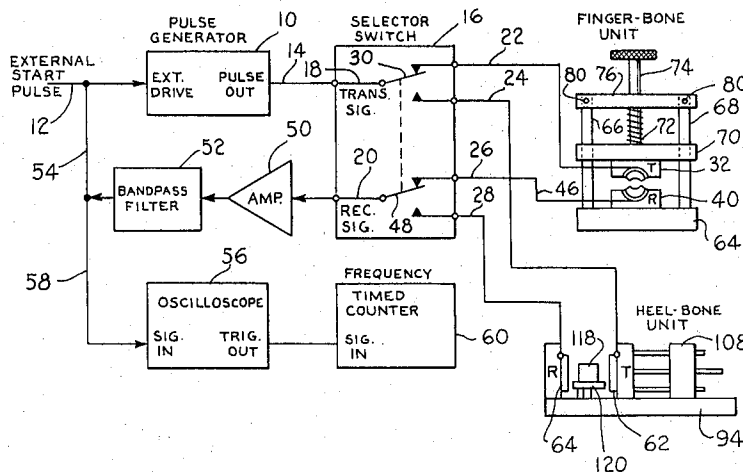 PULSE GENERATOR
10
SELECTOR SWITCH
16
FINGER-BONE UNIT
EXTERNAL START PULSE
12
EXT. DRIVE
PULSE OUT
14
18
TRANS. SIG.
30
22
24
74
76
80
80
68
66
72
70
T
32
R
40
64
54
52
BANDPASS FILTER
50
AMP.
20
REC. SIG.
48
26
28
46
58
56
OSCILLOSCOPE
SIG. IN
TRIG. OUT
FREQUENCY
TIMED COUNTER
SIG. IN
60
HEEL-BONE UNIT
108
118
R
T
64
62
120
94